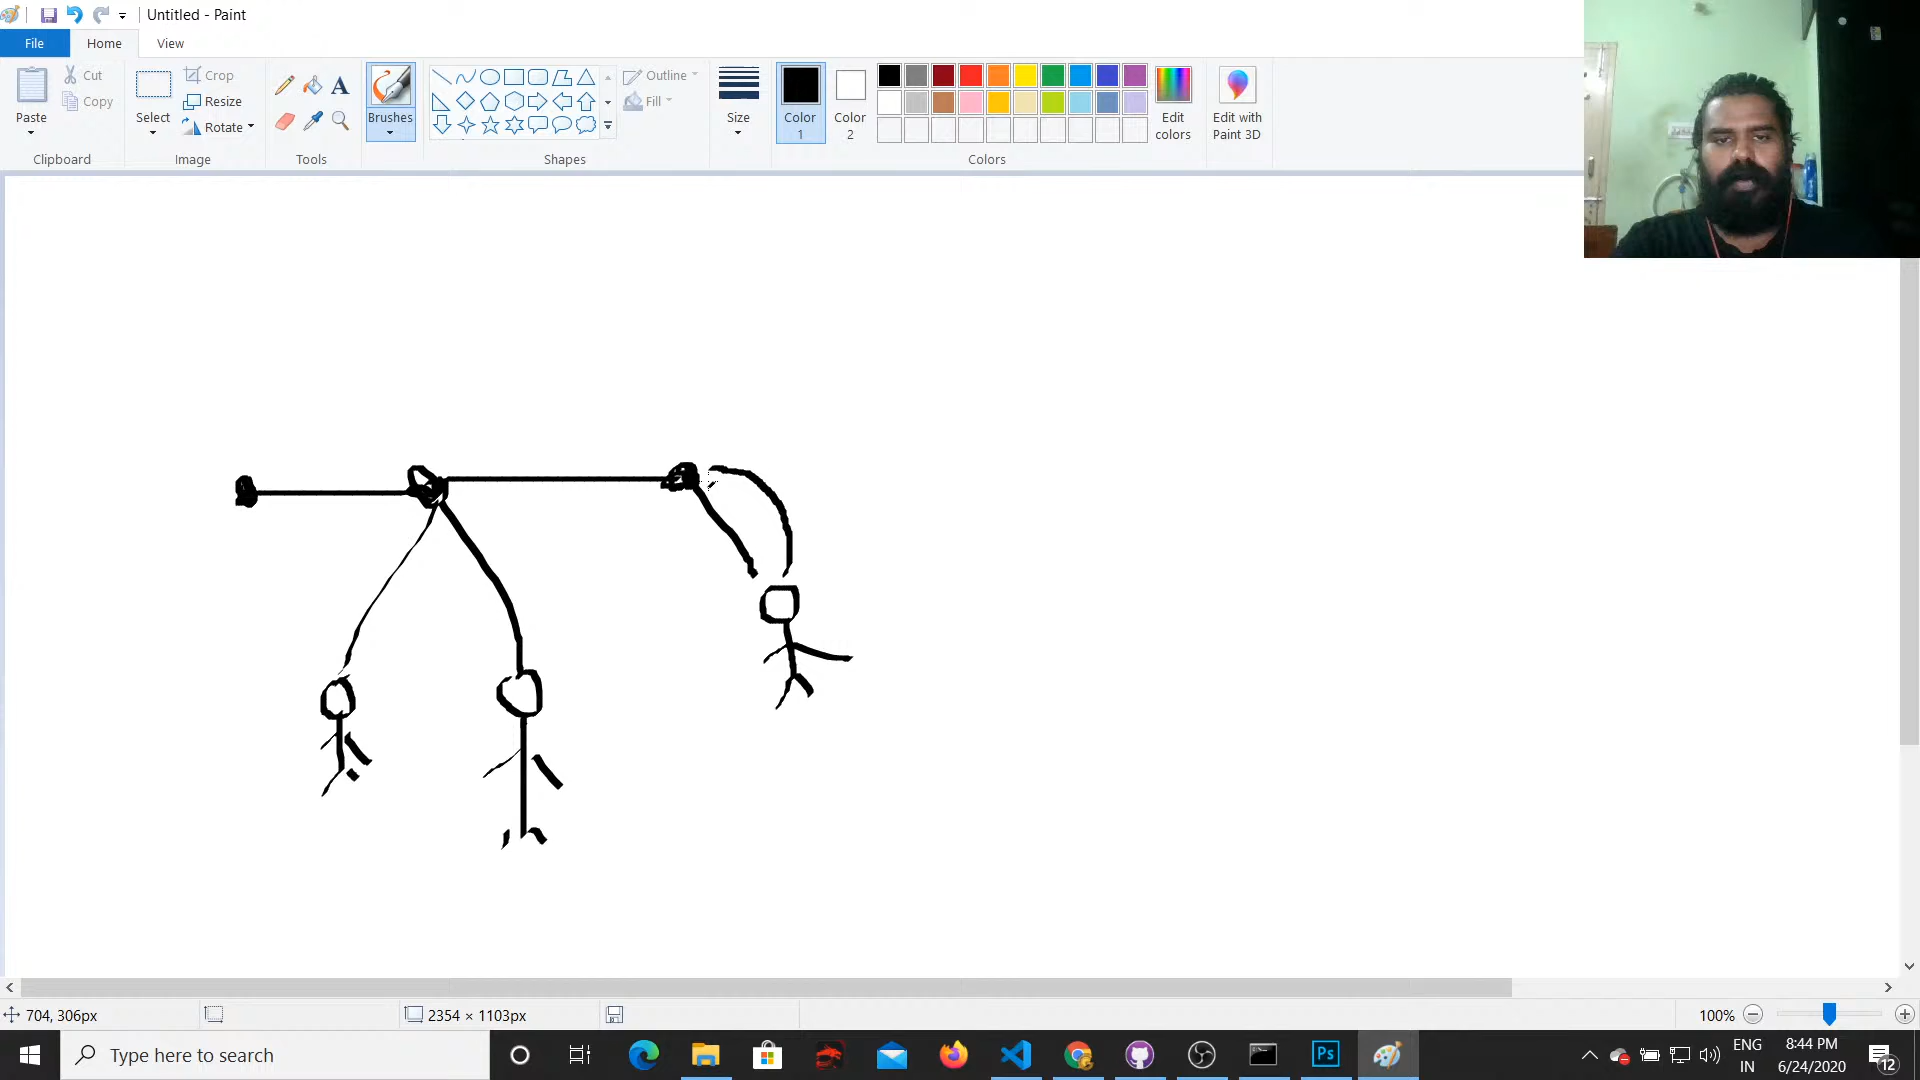 Untitled - Paint
File Home View
Paste
Cut
Copy
Clipboard
Select
Crop
Resize
Rotate
Image
A
Tools
Brushes
Outline
Fill
Shapes
Size
Color 1
Color 2
Edit colors
Colors
Edit with Paint 3D
704, 306px
2354 × 1103px
100%
Type here to search
Ps
ENG
IN
8:44 PM
6/24/2020
12